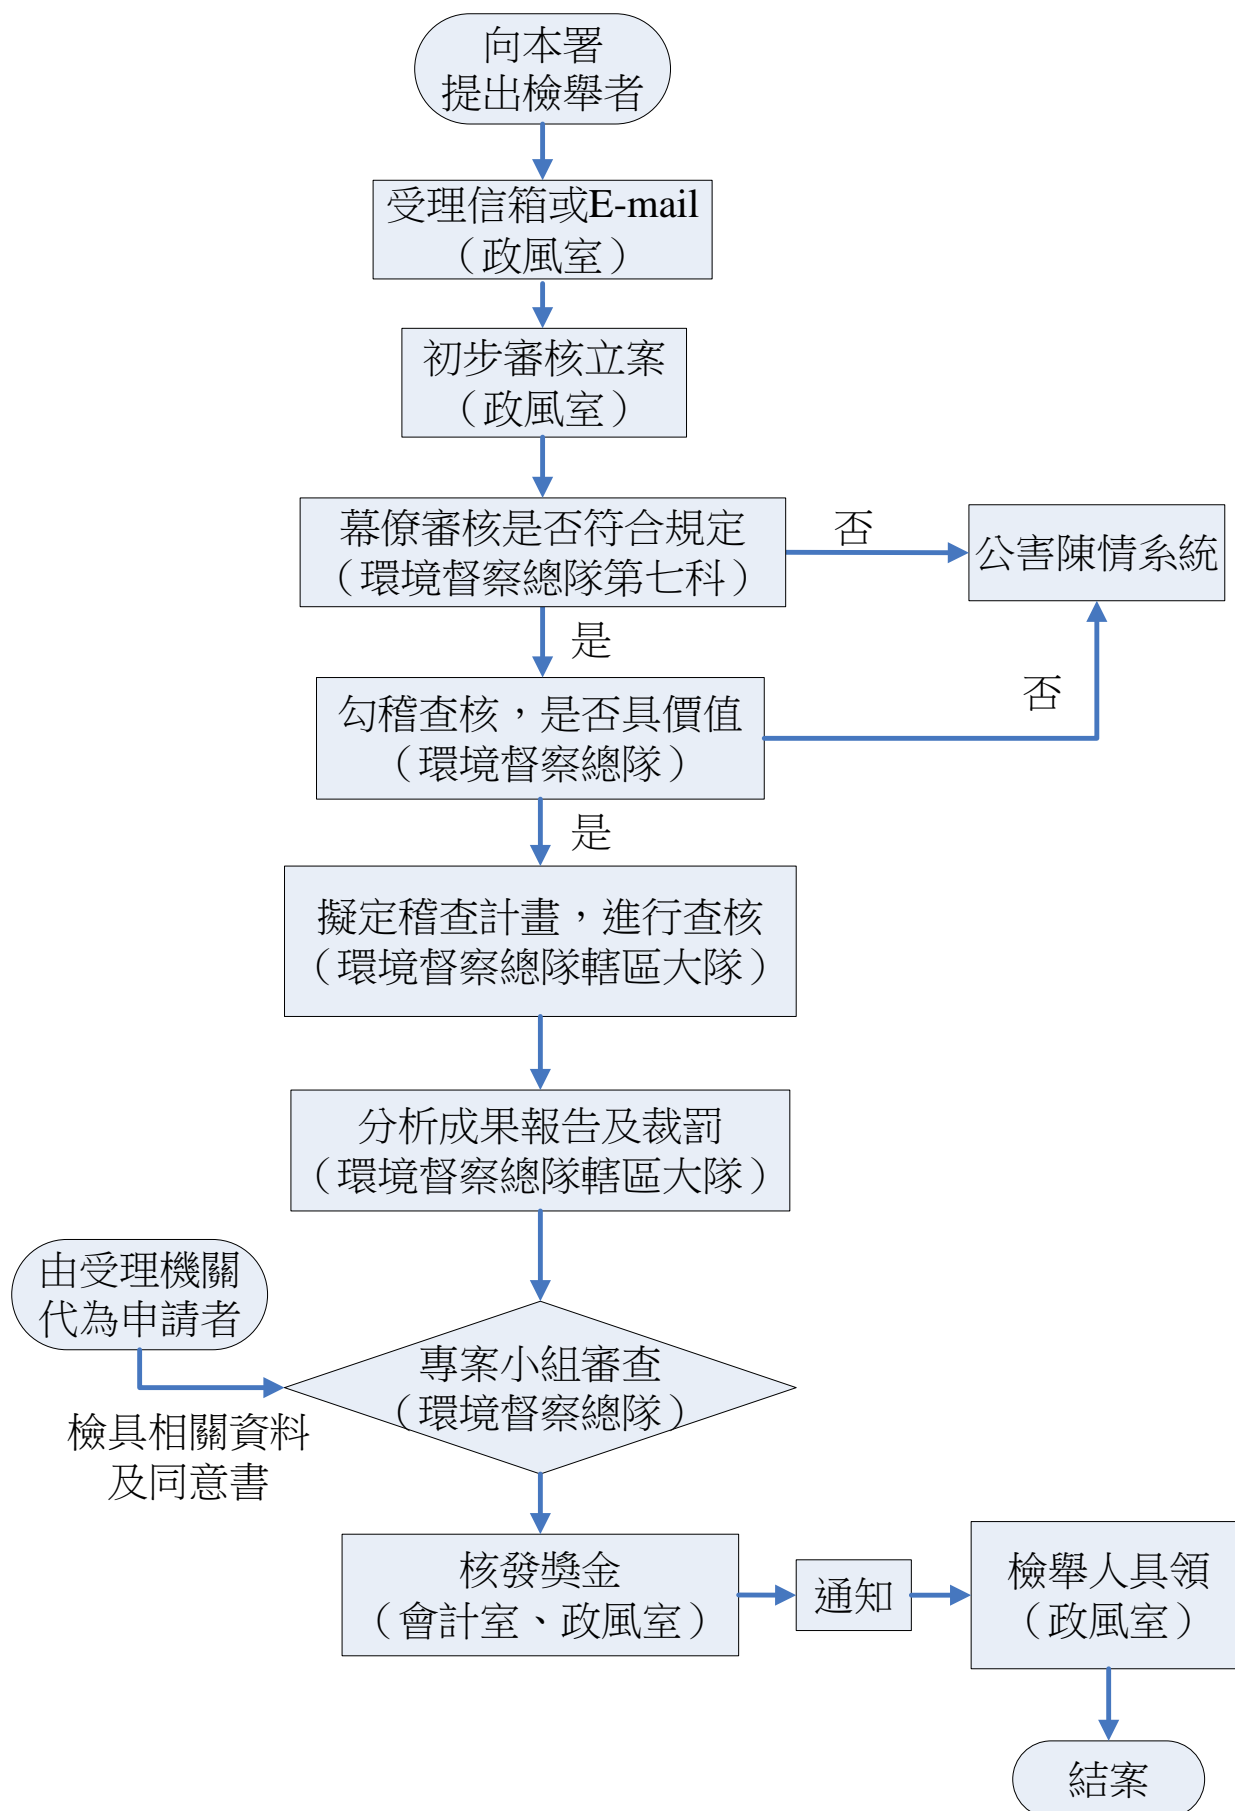 向本署
提出檢舉者
受理信箱或E-mail
（政風室）
初步審核立案
（政風室）
幕僚審核是否符合規定
（環境督察總隊第七科）
否
公害陳情系統
是
勾稽查核，是否具價值
（環境督察總隊）
否
是
擬定稽查計畫，進行查核
（環境督察總隊轄區大隊）
分析成果報告及裁罰
（環境督察總隊轄區大隊）
由受理機關
代為申請者
專案小組審查
（環境督察總隊）
檢具相關資料
及同意書
核發獎金
（會計室、政風室）
通知
檢舉人具領
（政風室）
結案